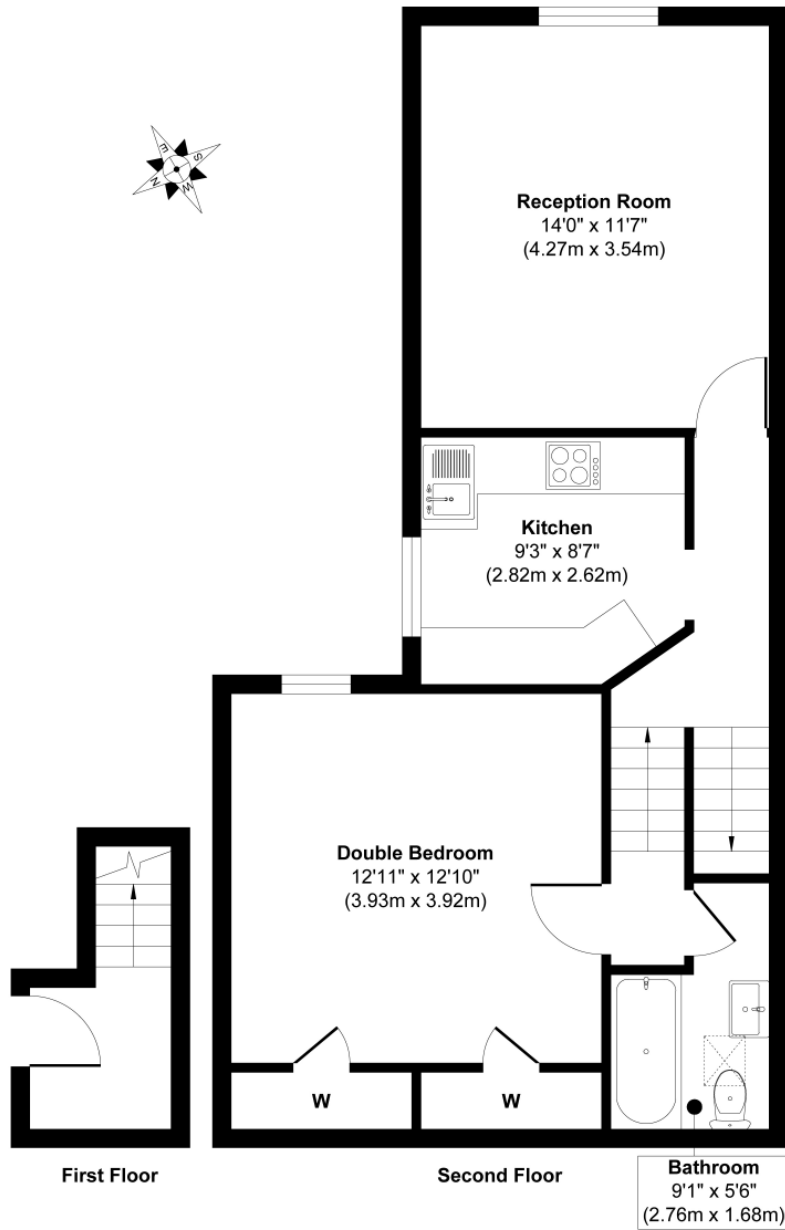 E
S
N
W
Reception Room
14'0" x 11'7"
(4.27m x 3.54m)
Kitchen
9'3" x 8'7"
(2.82m x 2.62m)
Double Bedroom
12'11" x 12'10"
(3.93m x 3.92m)
W
W
First Floor
Second Floor
Bathroom
9'1" x 5'6"
(2.76m x 1.68m)